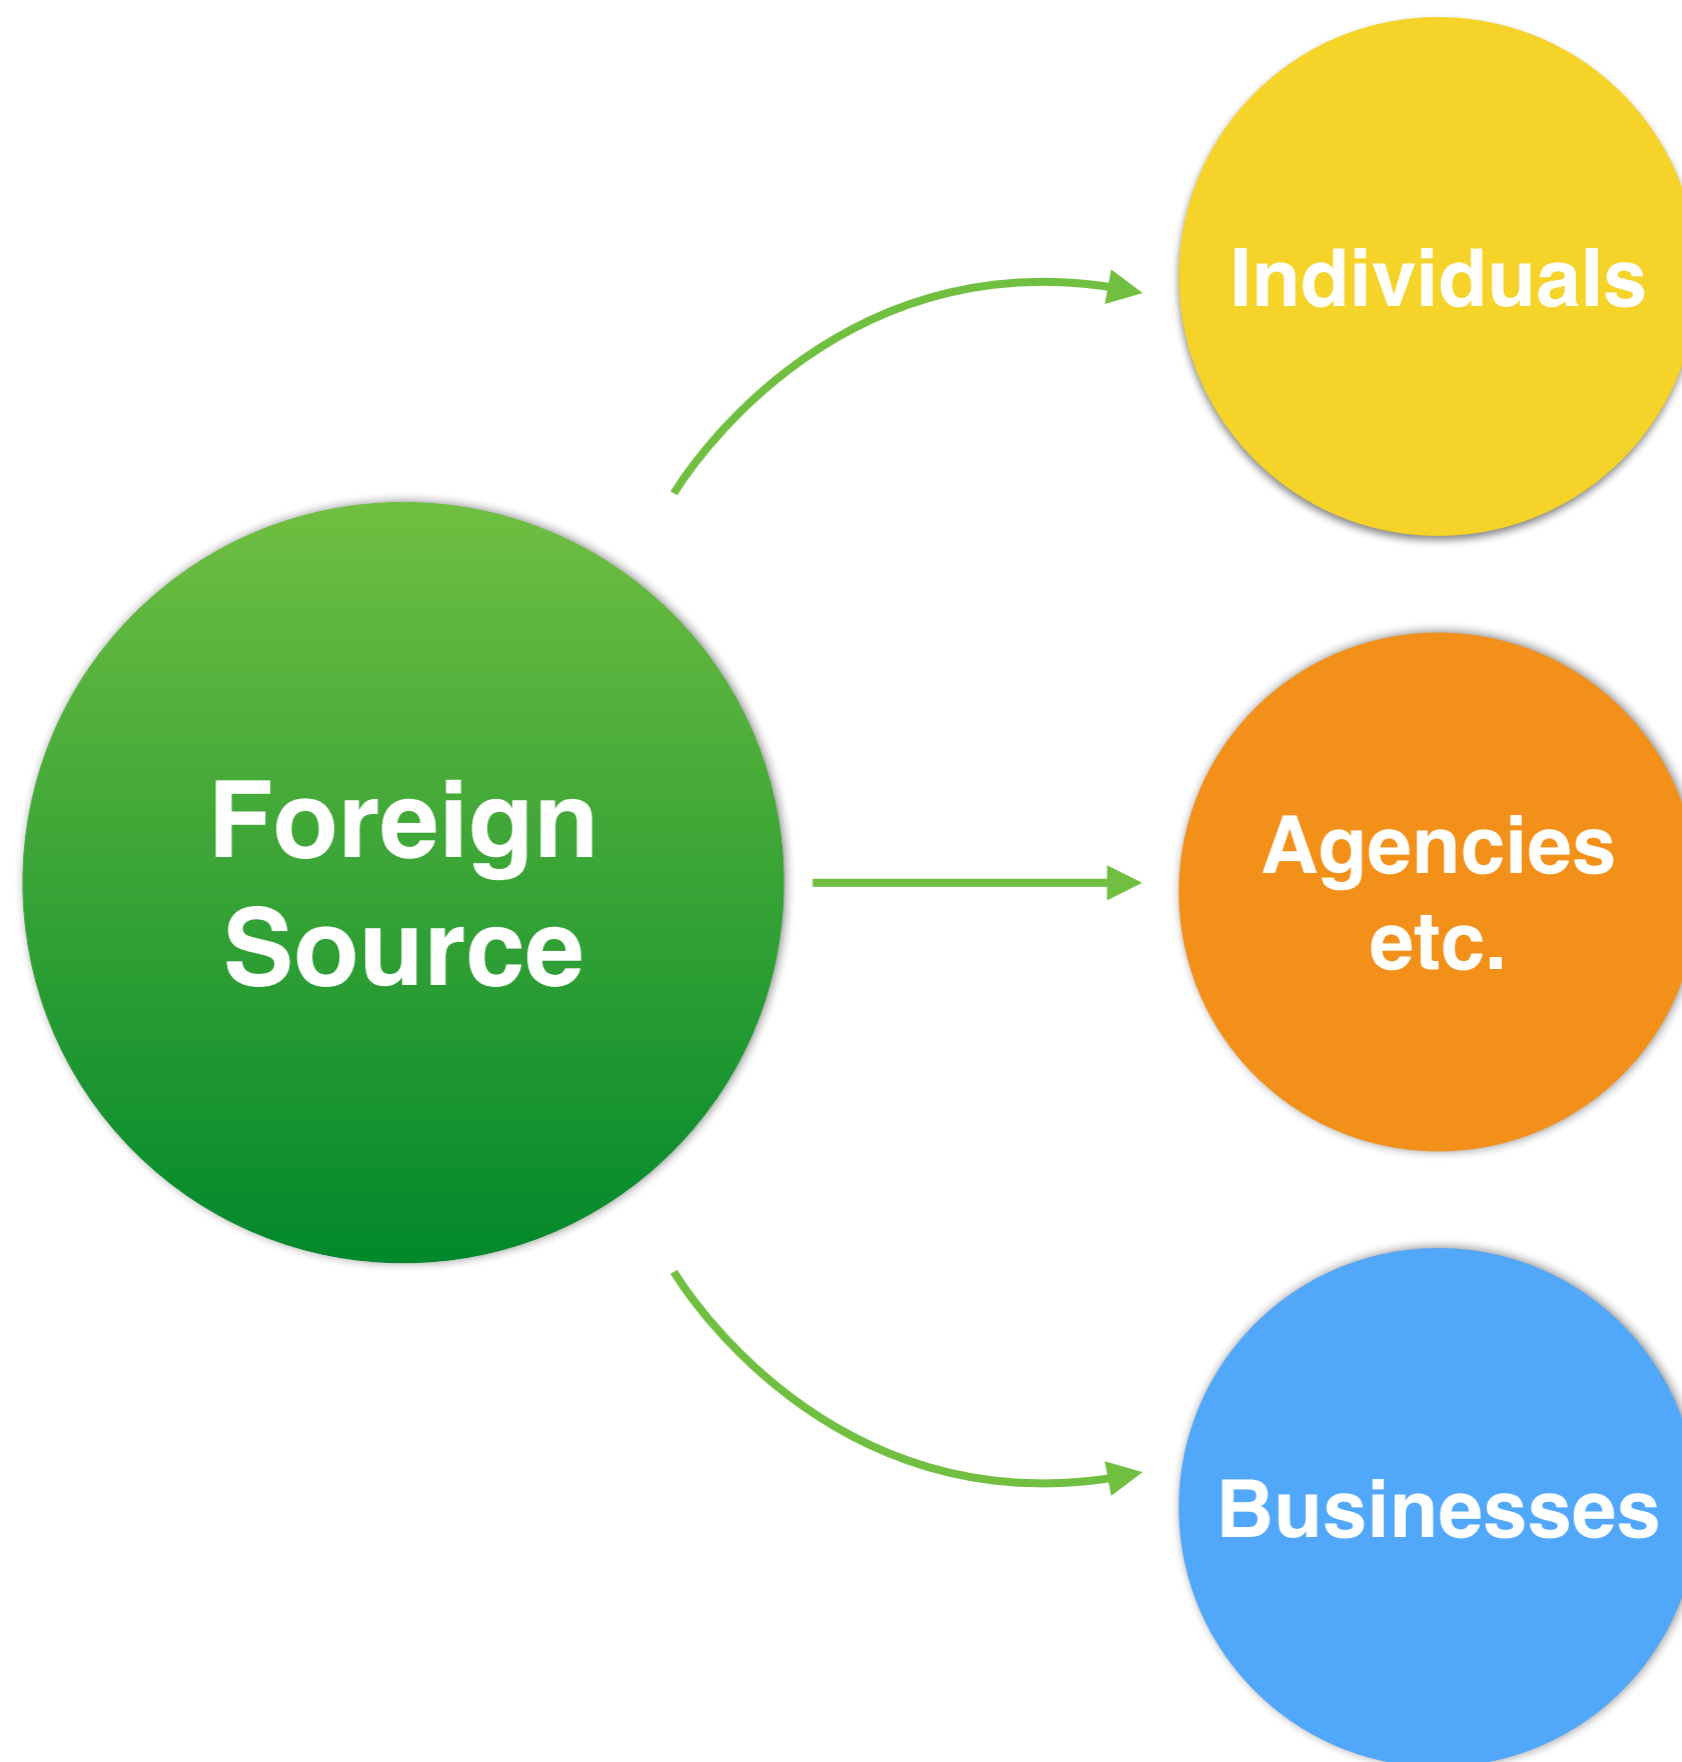 Individuals
Foreign
Source
Agencies
etc.
Businesses